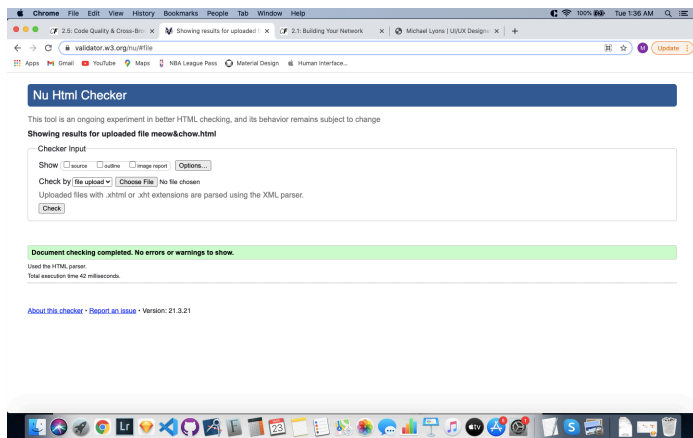 Chrome File Edit View History Bookmarks People Tab Window Help 100% Tue 1:36 AM
2.5: Code Quality & Cross-Bro Showing results for uploaded f 2.1: Building Your Network Michael Lyons | UI/UX Designe
validator.w3.org/nu/#file M Update
Apps Gmail YouTube Maps NBA League Pass Material Design Human Interface...
Nu Html Checker
This tool is an ongoing experiment in better HTML checking, and its behavior remains subject to change
Showing results for uploaded file meow&chow.html
Checker Input
Show source outline image report Options...
Check by file upload Choose File No file chosen
Uploaded files with .xhtml or .xht extensions are parsed using the XML parser.
Check
Document checking completed. No errors or warnings to show.
Used the HTML parser.
Total execution time 42 milliseconds.
About this checker • Report an issue • Version: 21.3.21
Lr 23 tv S